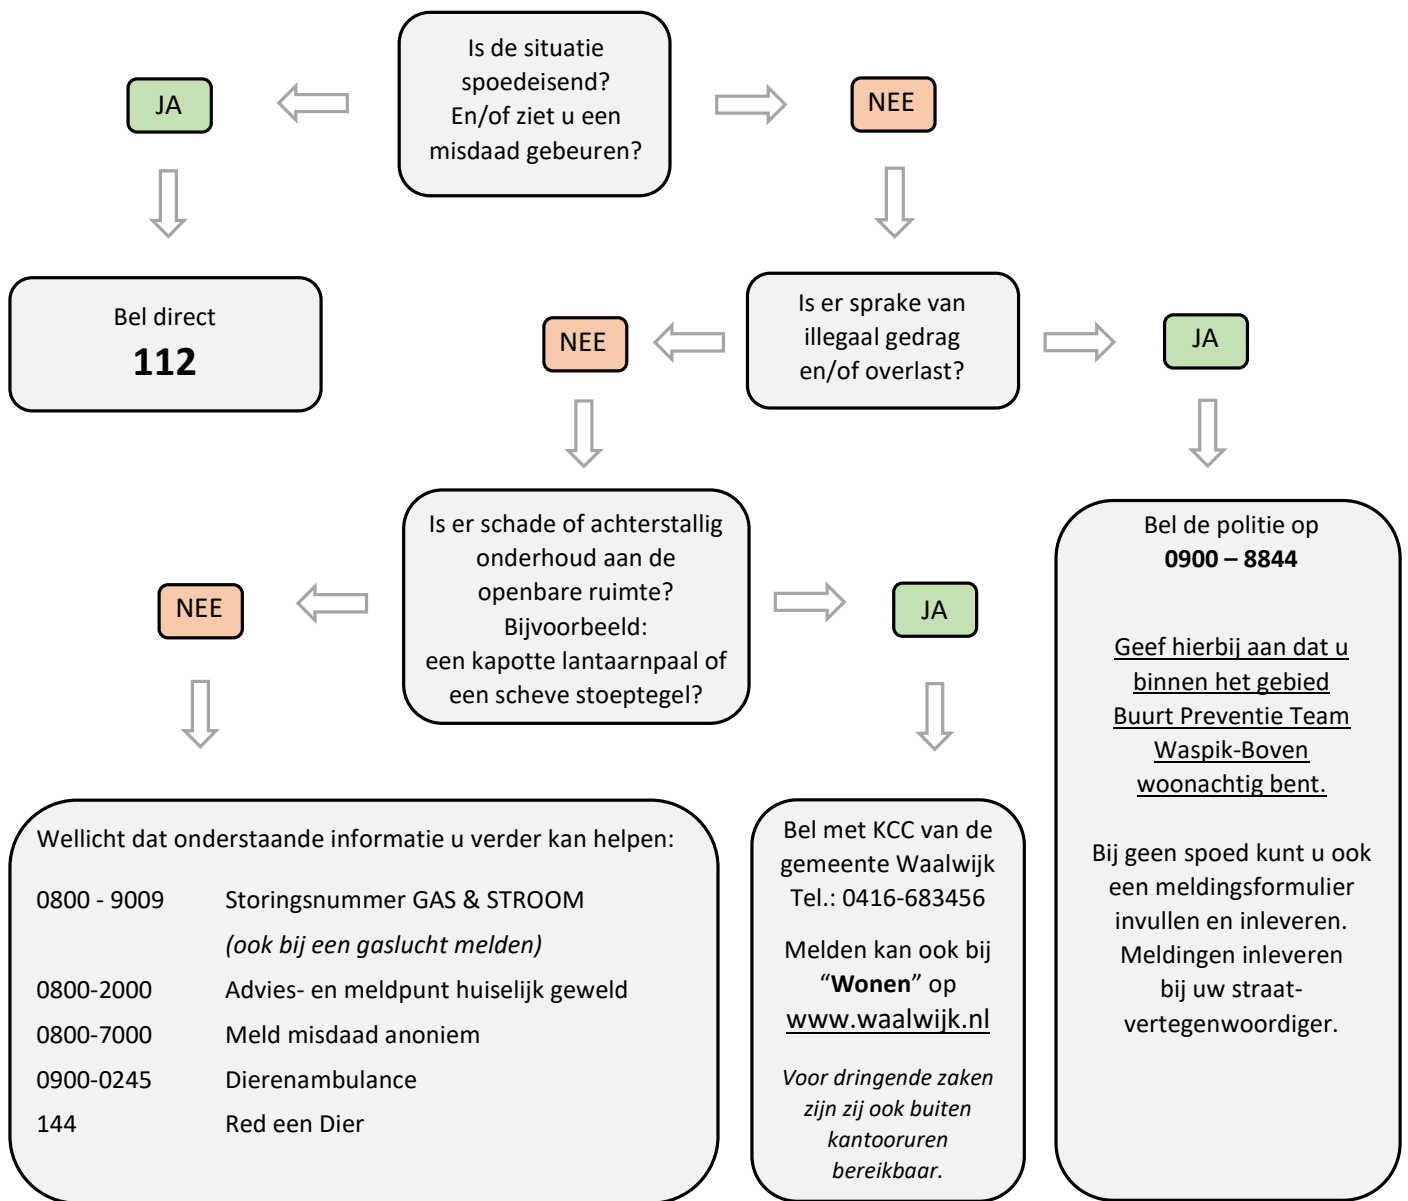 Is de situatie
spoedeisend?
En/of ziet u een
misdaad gebeuren?
JA
NEE
Bel direct
112
Is er sprake van
illegaal gedrag
en/of overlast?
NEE
JA
Is er schade of achterstallig
onderhoud aan de
openbare ruimte?
Bijvoorbeeld:
een kapotte lantaarnpaal of
een scheve stoeptegel?
NEE
JA
Bel de politie op
0900 – 8844
Geef hierbij aan dat u
binnen het gebied
Buurt Preventie Team
Waspik-Boven
woonachtig bent.
Bij geen spoed kunt u ook
een meldingsformulier
invullen en inleveren.
Meldingen inleveren
bij uw straat-
vertegenwoordiger.
Wellicht dat onderstaande informatie u verder kan helpen:
0800 - 9009 Storingsnummer GAS & STROOM
(ook bij een gaslucht melden)
0800-2000 Advies- en meldpunt huiselijk geweld
0800-7000 Meld misdaad anoniem
0900-0245 Dierenambulance
144 Red een Dier
Bel met KCC van de
gemeente Waalwijk
Tel.: 0416-683456
Melden kan ook bij
“Wonen” op
www.waalwijk.nl
Voor dringende zaken
zijn zij ook buiten
kantooruren
bereikbaar.